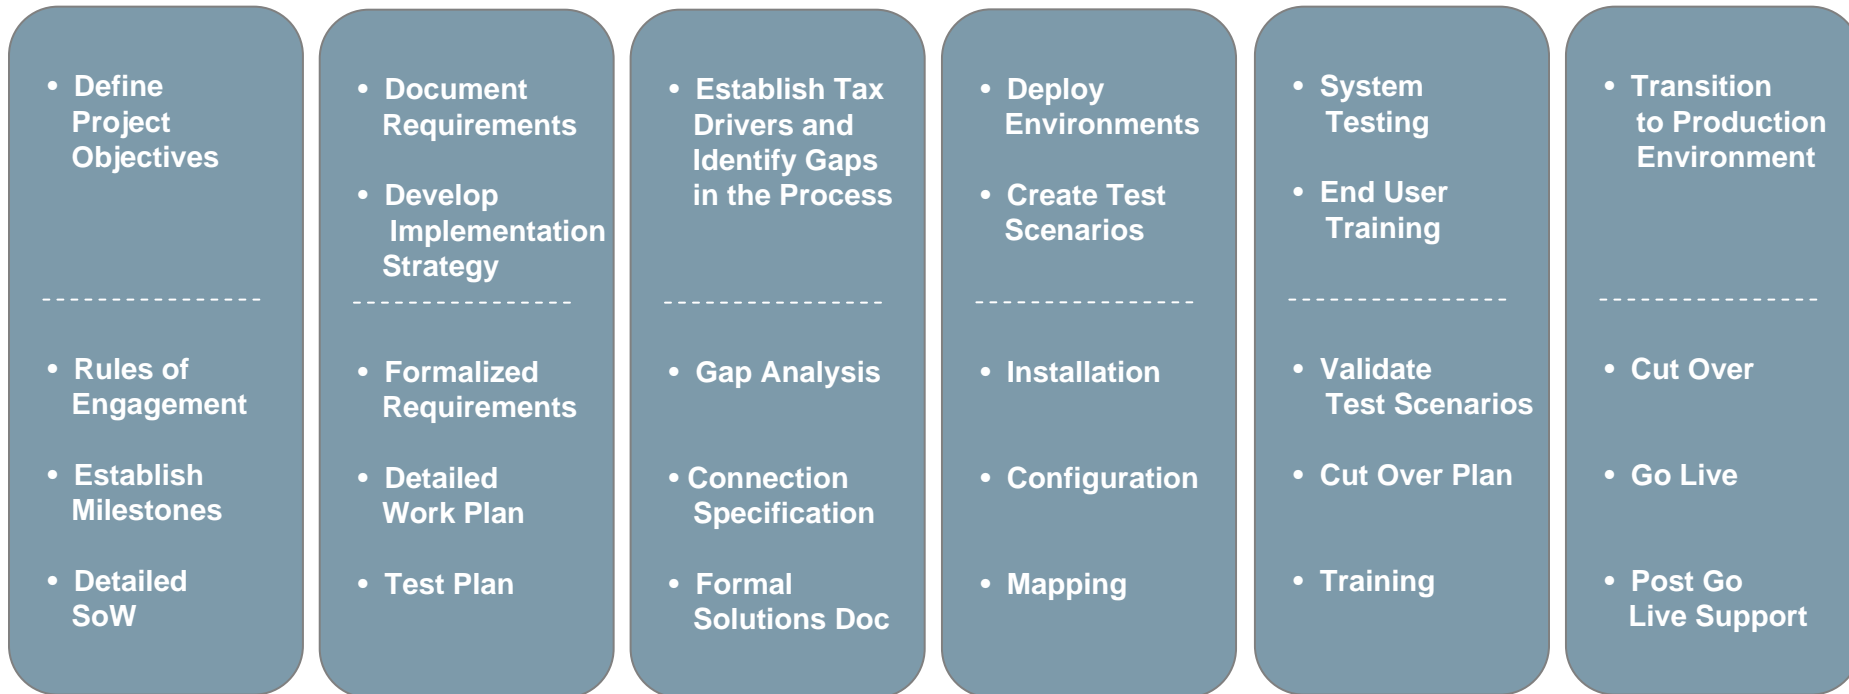 • Define
Project
Objectives
• Rules of
Engagement
• Establish
Milestones
• Detailed
SoW
• Document
Requirements
• Develop
Implementation
Strategy
• Formalized
Requirements
• Detailed
Work Plan
• Test Plan
• Establish Tax
Drivers and
Identify Gaps
in the Process
• Gap Analysis
• Connection
Specification
• Formal
Solutions Doc
• Deploy
Environments
• Create Test
Scenarios
• Installation
• Configuration
• Mapping
• System
Testing
• End User
Training
• Validate
Test Scenarios
• Cut Over Plan
• Training
• Transition
to Production
Environment
• Cut Over
• Go Live
• Post Go
Live Support